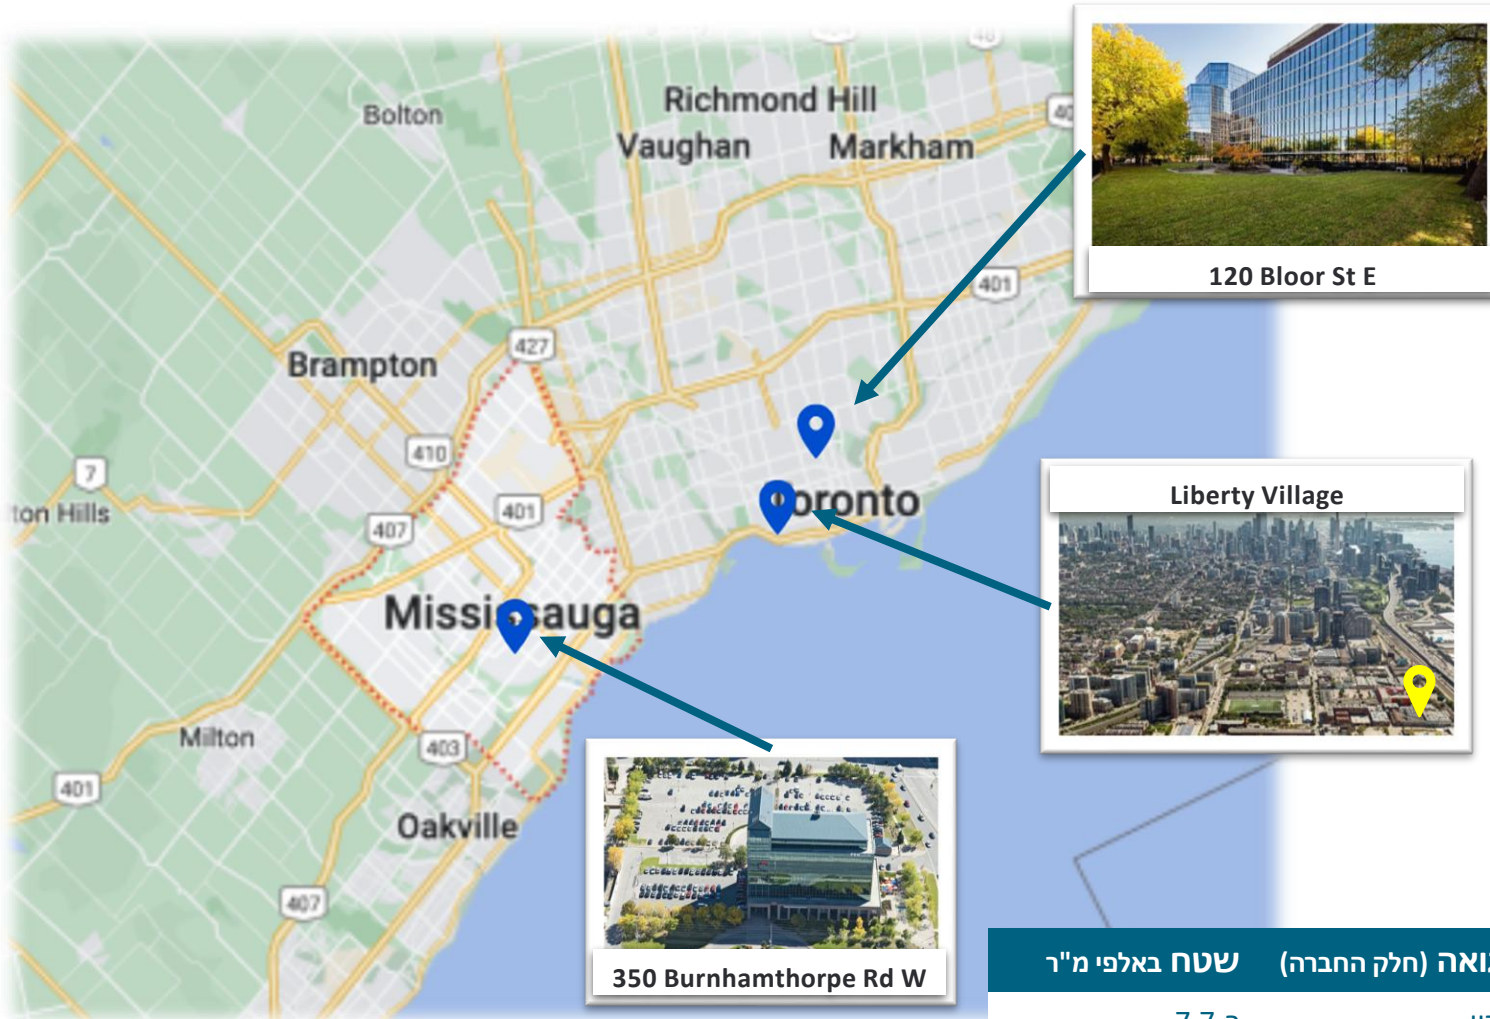 Bolton
Richmond Hill
Vaughan
Markham
120 Bloor St E
401
427
Brampton
410
7
401
407
Toronto
Liberty Village
Mississauga
Milton
403
401
Oakville
407
350 Burnhamthorpe Rd W
(חלק החברה) שטח באלפי מ"ר